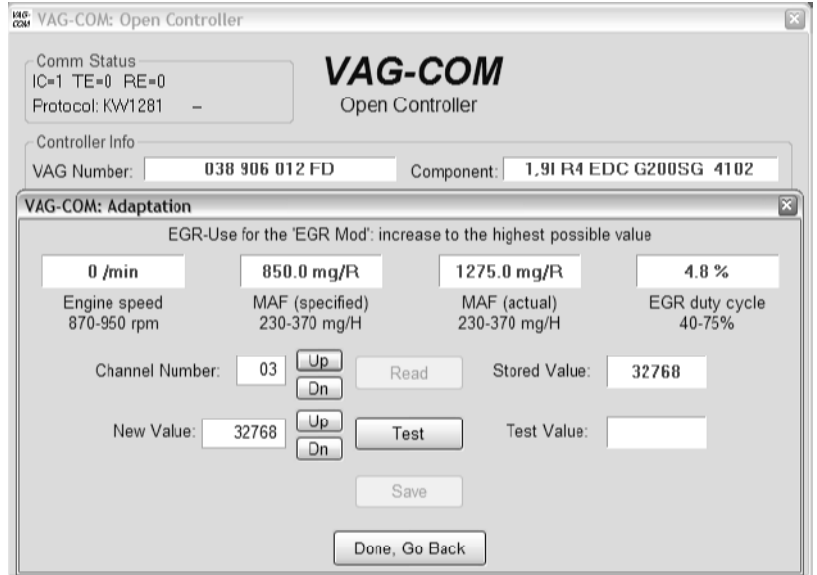 VAG-COM: Open Controller
Comm Status
IC=1 TE=0 RE=0
Protocol: KW1281 –
VAG-COM
Open Controller
Controller Info
VAG Number: 038 906 012 FD Component: 1,9l R4 EDC G200SG 4102
VAG-COM: Adaptation
EGR-Use for the 'EGR Mod': increase to the highest possible value
0 /min 850.0 mg/R 1275.0 mg/R 4.8 %
Engine speed MAF (specified) MAF (actual) EGR duty cycle
870-950 rpm 230-370 mg/H 230-370 mg/H 40-75%
Channel Number: 03 Up Dn Read Stored Value: 32768
New Value: 32768 Up Dn Test Test Value:
Save
Done, Go Back